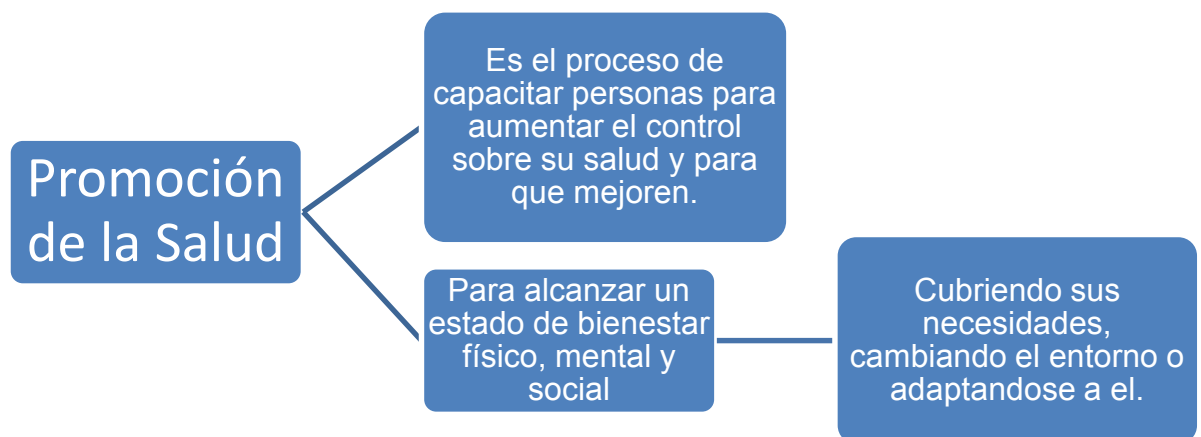 Promoción
de la Salud
Es el proceso de
capacitar personas para
aumentar el control
sobre su salud y para
que mejoren.
Para alcanzar un
estado de bienestar
físico, mental y
social
Cubriendo sus
necesidades,
cambiando el entorno o
adaptandose a el.